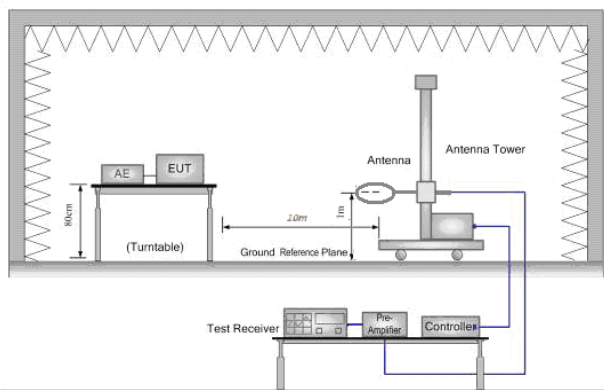 Antenna Tower
Antenna
AE
EUT
80cm
(Turntable)
10m
1m
Ground Reference Plane
Test Receiver
Pre-
Amplifier
Controller